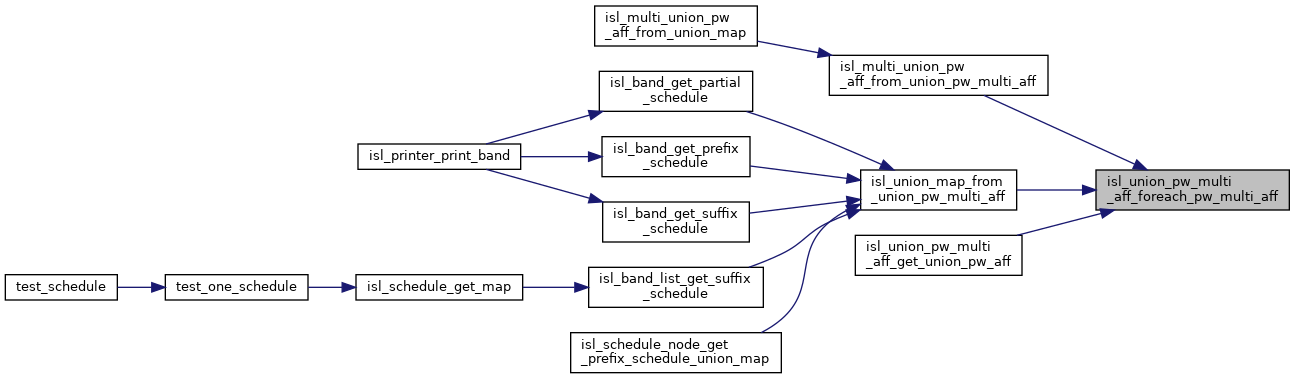 isl_multi_union_pw
_aff_from_union_map
isl_multi_union_pw
_aff_from_union_pw_multi_aff
isl_band_get_partial
_schedule
isl_printer_print_band
isl_band_get_prefix
_schedule
isl_union_map_from
_union_pw_multi_aff
isl_union_pw_multi
_aff_foreach_pw_multi_aff
isl_band_get_suffix
_schedule
isl_union_pw_multi
_aff_get_union_pw_aff
test_schedule
test_one_schedule
isl_schedule_get_map
isl_band_list_get_suffix
_schedule
isl_schedule_node_get
_prefix_schedule_union_map